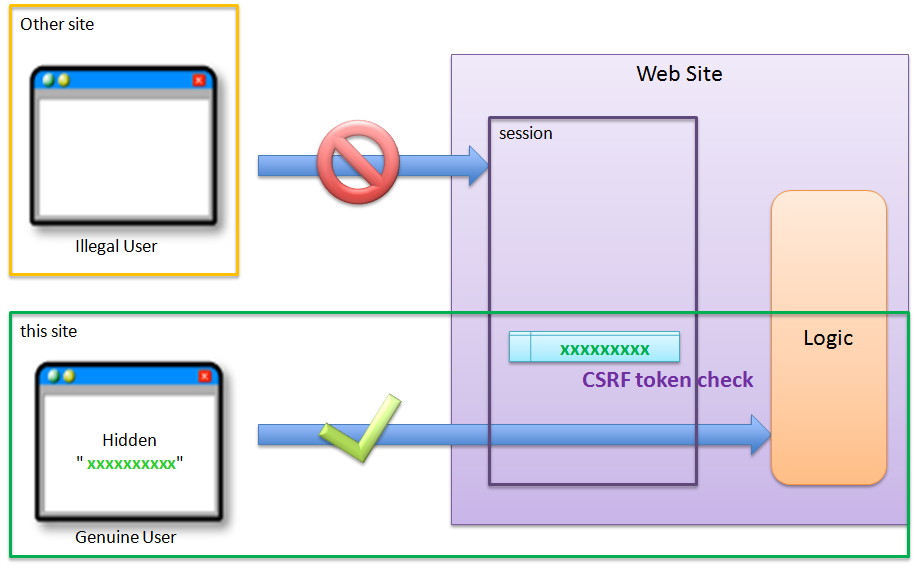 Other site
Illegal User
Web Site
session
this site
Hidden
" xxxxxxxxxx"
Genuine User
xxxxxxxxx
CSRF token check
Logic